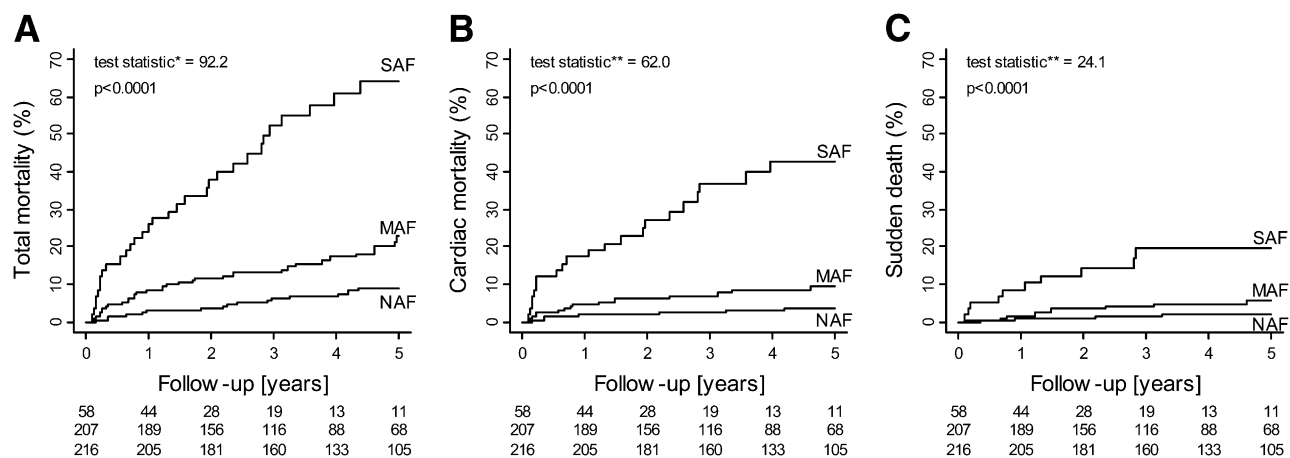 A
test statistic* = 92.2
p<0.0001
Total mortality (%)
70
60
50
40
30
20
10
0
SAF
MAF
NAF
0 1 2 3 4 5
Follow-up [years]
58 44 28 19 13 11
207 189 156 116 88 68
216 205 181 160 133 105
B
test statistic** = 62.0
p<0.0001
Cardiac mortality (%)
70
60
50
40
30
20
10
0
SAF
MAF
NAF
0 1 2 3 4 5
Follow-up [years]
58 44 28 19 13 11
207 189 156 116 88 68
216 205 181 160 133 105
C
test statistic** = 24.1
p<0.0001
Sudden death (%)
70
60
50
40
30
20
10
0
SAF
MAF
NAF
0 1 2 3 4 5
Follow-up [years]
58 44 28 19 13 11
207 189 156 116 88 68
216 205 181 160 133 105